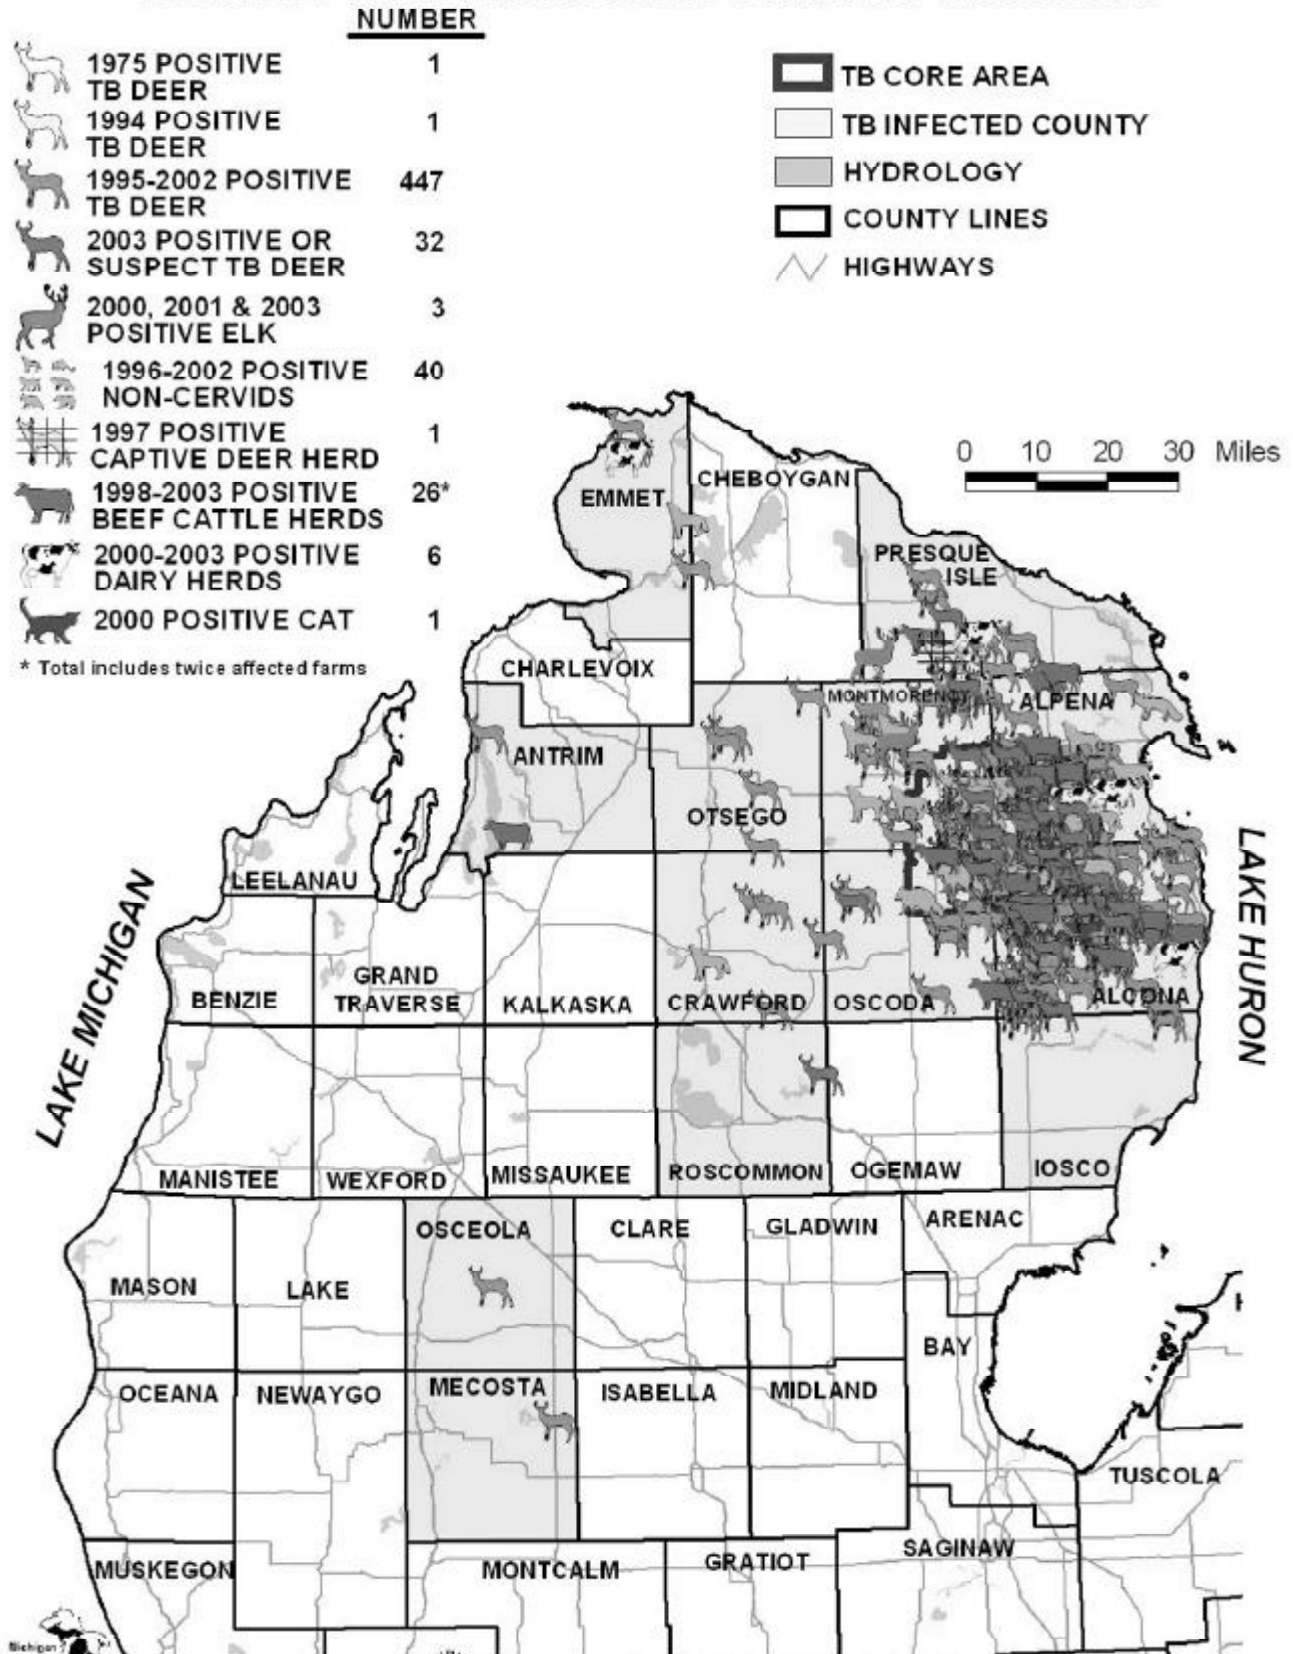 NUMBER
1975 POSITIVE 1
TB DEER
1994 POSITIVE 1
TB DEER
1995-2002 POSITIVE 447
TB DEER
2003 POSITIVE OR 32
SUSPECT TB DEER
2000, 2001 & 2003 3
POSITIVE ELK
1996-2002 POSITIVE 40
NON-CERVIDS
1997 POSITIVE 1
CAPTIVE DEER HERD
1998-2003 POSITIVE 26*
BEEF CATTLE HERDS
2000-2003 POSITIVE 6
DAIRY HERDS
2000 POSITIVE CAT 1
* Total includes twice affected farms
TB CORE AREA
TB INFECTED COUNTY
HYDROLOGY
COUNTY LINES
HIGHWAYS
0 10 20 30 Miles
CHEBOYGAN
EMMET
PRESQUE
ISLE
CHARLEVOIX
MONTMORENCY
ALPENA
ANTRIM
OTSEGO
LEELANAU
LAKE MICHIGAN
LAKE HURON
GRAND
TRAVERSE
BENZIE
KALKASKA
CRAWFORD
OSCODA
ALCONA
MANISTEE
WEXFORD
MISSAUKEE
ROSCOMMON
OGEMAW
IOSCO
OSCEOLA
CLARE
GLADWIN
ARENAC
MASON
LAKE
BAY
OCEANA
NEWAYGO
MECOSTA
ISABELLA
MIDLAND
TUSCOLA
MUSKEGON
MONTCALM
GRATIOT
SAGINAW
Michigan